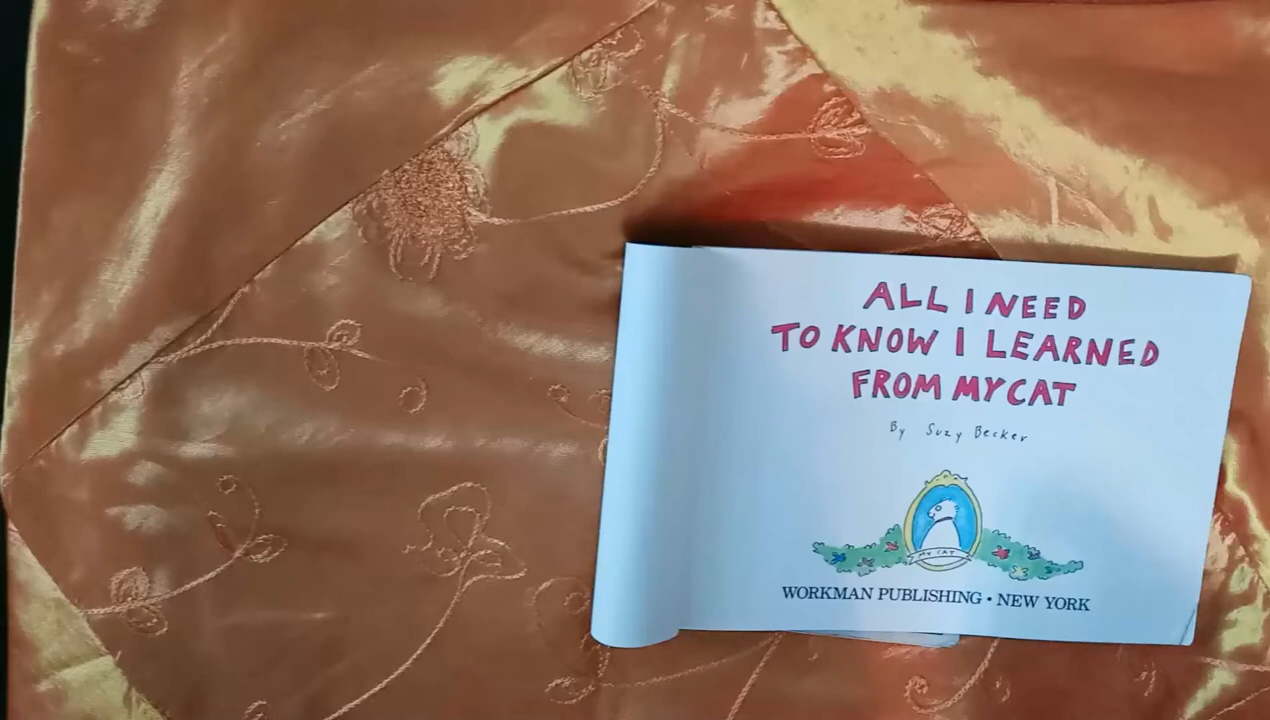 ALL I NEED
TO KNOW I LEARNED
FROM MY CAT
By Suzy Becker
MY CAT
WORKMAN PUBLISHING • NEW YORK